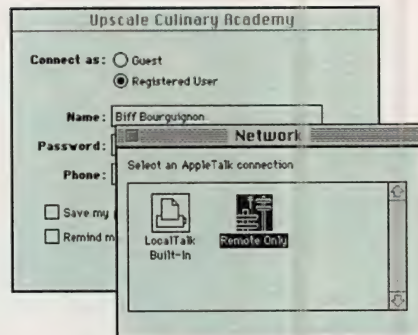 Upscale Culinary Academy
Connect as:
Guest
Registered User
Name: Biff Bourguignon
Password:
Phone:
Save my
Remind m
Network
Select an AppleTalk connection
LocalTalk
Built-In
Remote Only